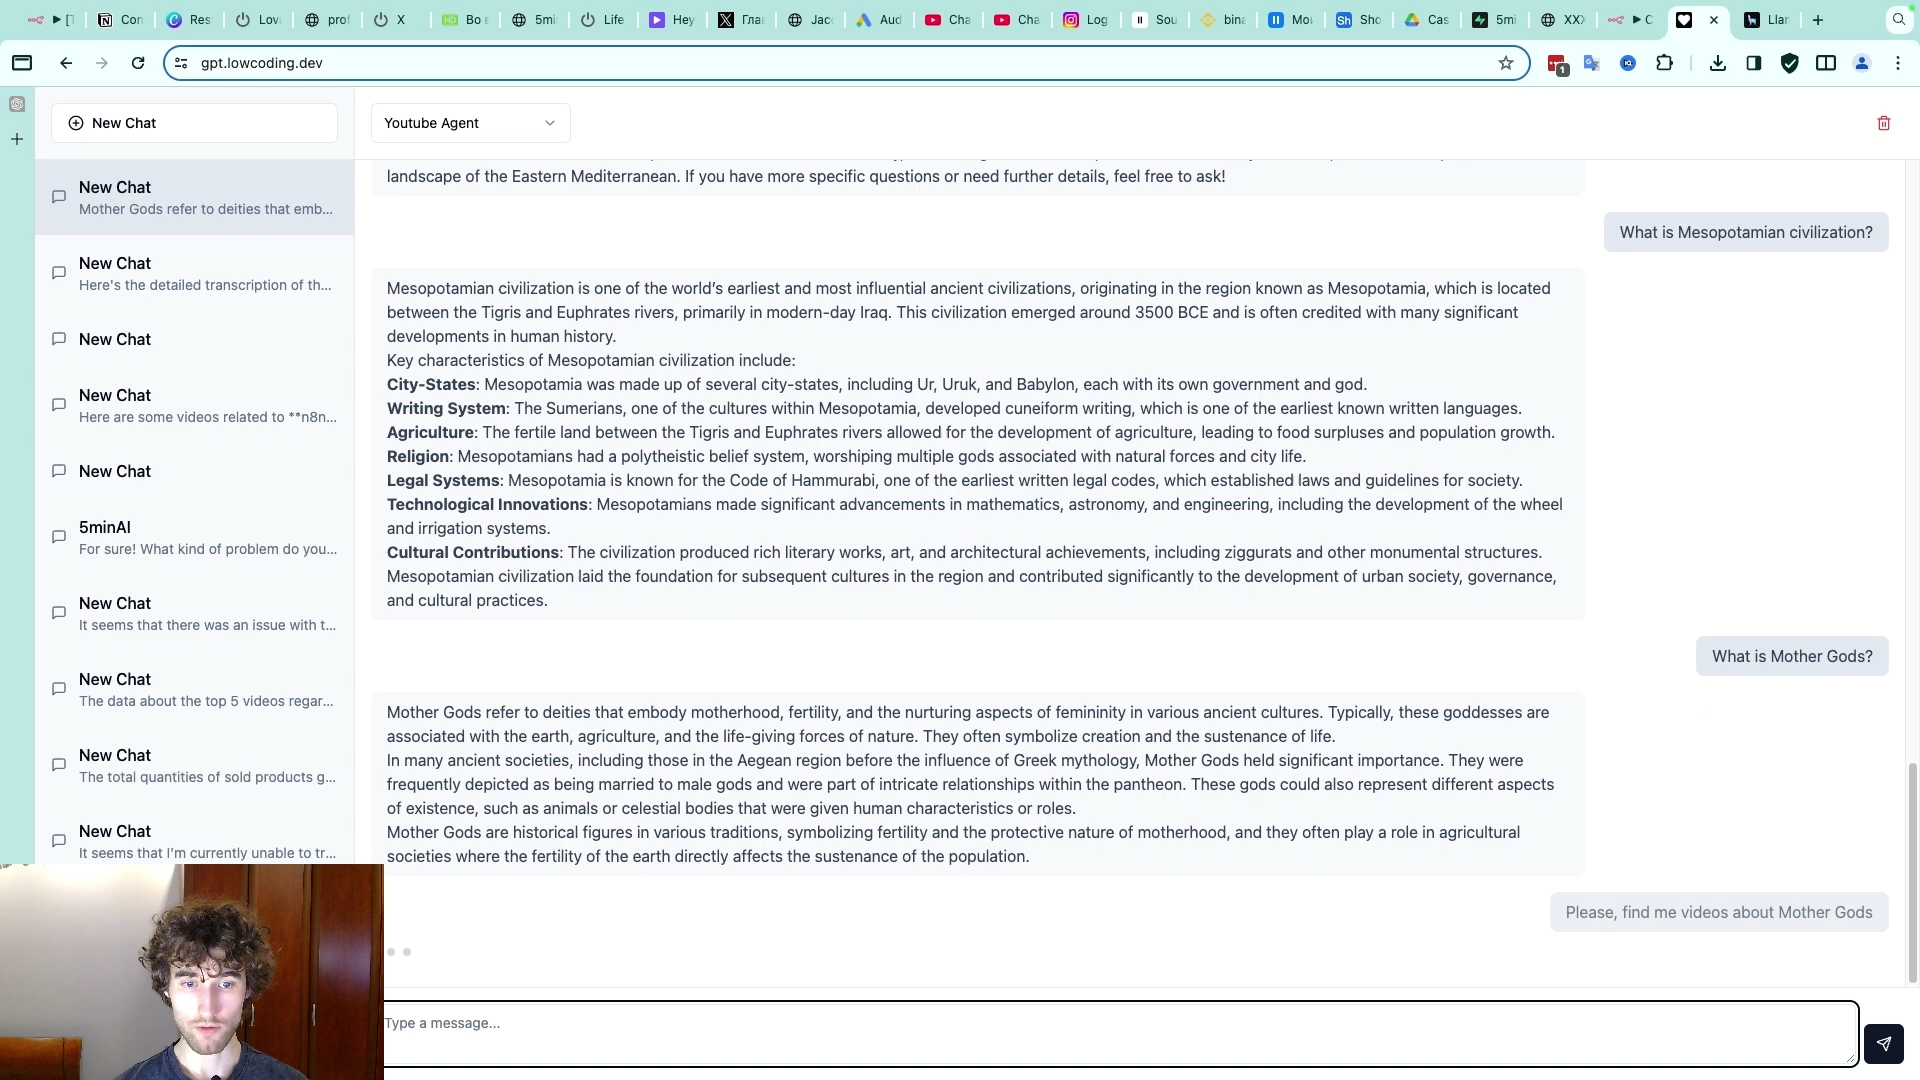 [T
Con
Res
Lova
prof
X
Bo в
5mi
Life
Hey
Гла
Jac
Aud
Cha
Cha
Log
Sou
bina
Mo
Sho
Cas
5mi
XXX
C
Llar
gpt.lowcoding.dev
1
New Chat
Youtube Agent
New Chat
Mother Gods refer to deities that emb...
New Chat
Here's the detailed transcription of th...
New Chat
New Chat
Here are some videos related to **n8n...
New Chat
5minAI
For sure! What kind of problem do you...
New Chat
It seems that there was an issue with t...
New Chat
The data about the top 5 videos regar...
New Chat
The total quantities of sold products g...
New Chat
It seems that I'm currently unable to tr...
landscape of the Eastern Mediterranean. If you have more specific questions or need further details, feel free to ask!
What is Mesopotamian civilization?
Mesopotamian civilization is one of the world's earliest and most influential ancient civilizations, originating in the region known as Mesopotamia, which is located
between the Tigris and Euphrates rivers, primarily in modern-day Iraq. This civilization emerged around 3500 BCE and is often credited with many significant
developments in human history.
Key characteristics of Mesopotamian civilization include:
City-States: Mesopotamia was made up of several city-states, including Ur, Uruk, and Babylon, each with its own government and god.
Writing System: The Sumerians, one of the cultures within Mesopotamia, developed cuneiform writing, which is one of the earliest known written languages.
Agriculture: The fertile land between the Tigris and Euphrates rivers allowed for the development of agriculture, leading to food surpluses and population growth.
Religion: Mesopotamians had a polytheistic belief system, worshiping multiple gods associated with natural forces and city life.
Legal Systems: Mesopotamia is known for the Code of Hammurabi, one of the earliest written legal codes, which established laws and guidelines for society.
Technological Innovations: Mesopotamians made significant advancements in mathematics, astronomy, and engineering, including the development of the wheel
and irrigation systems.
Cultural Contributions: The civilization produced rich literary works, art, and architectural achievements, including ziggurats and other monumental structures.
Mesopotamian civilization laid the foundation for subsequent cultures in the region and contributed significantly to the development of urban society, governance,
and cultural practices.
What is Mother Gods?
Mother Gods refer to deities that embody motherhood, fertility, and the nurturing aspects of femininity in various ancient cultures. Typically, these goddesses are
associated with the earth, agriculture, and the life-giving forces of nature. They often symbolize creation and the sustenance of life.
In many ancient societies, including those in the Aegean region before the influence of Greek mythology, Mother Gods held significant importance. They were
frequently depicted as being married to male gods and were part of intricate relationships within the pantheon. These gods could also represent different aspects
of existence, such as animals or celestial bodies that were given human characteristics or roles.
Mother Gods are historical figures in various traditions, symbolizing fertility and the protective nature of motherhood, and they often play a role in agricultural
societies where the fertility of the earth directly affects the sustenance of the population.
Please, find me videos about Mother Gods
Type a message...